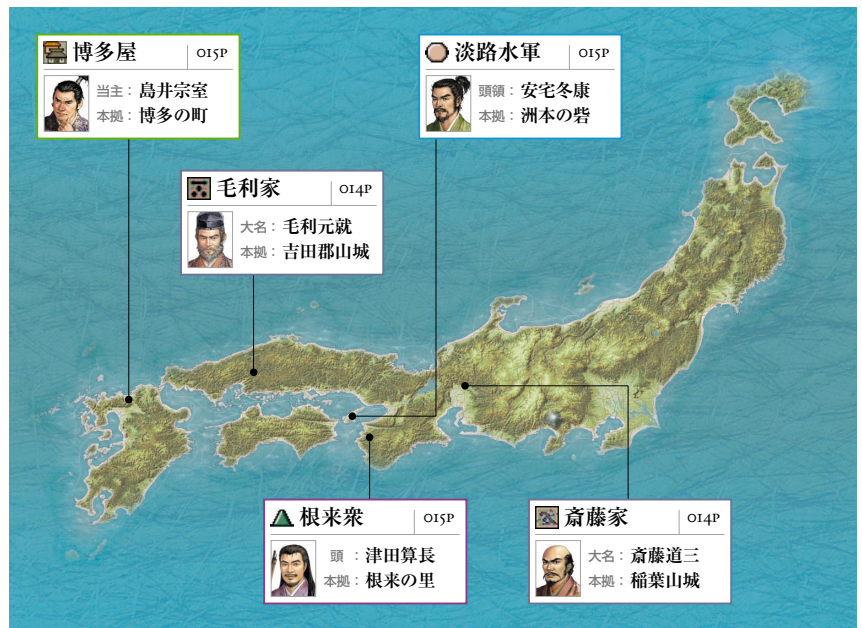 博多屋 015P
当主：島井宗室
本拠：博多の町
淡路水軍 015P
頭領：安宅冬康
本拠：洲本の砦
毛利家 014P
大名：毛利元就
本拠：吉田郡山城
根来衆 015P
頭：津田算長
本拠：根来の里
斎藤家 014P
大名：斎藤道三
本拠：稲葉山城